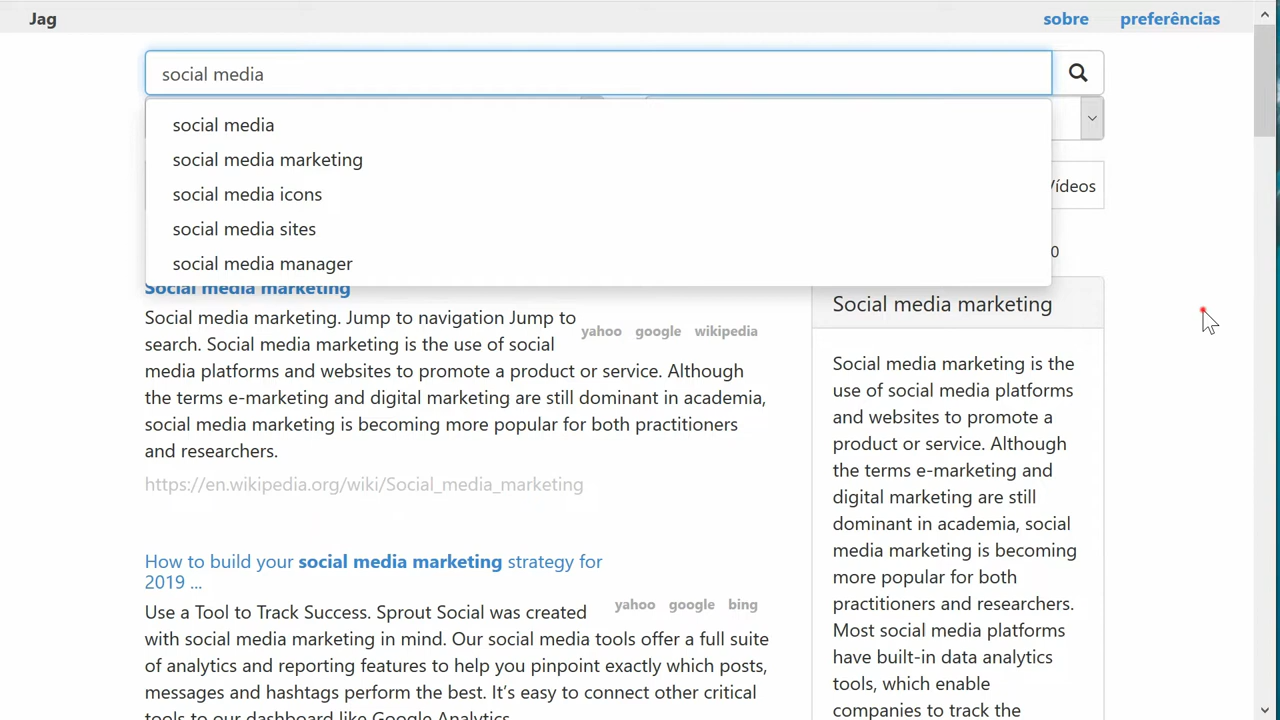 Jag
sobre
preferências
social media
social media
social media marketing
social media icons
social media sites
social media manager
Vídeos
0
Social media marketing
Social media marketing. Jump to navigation Jump to
search. Social media marketing is the use of social
media platforms and websites to promote a product or service. Although
the terms e-marketing and digital marketing are still dominant in academia,
social media marketing is becoming more popular for both practitioners
and researchers.
yahoo google wikipedia
https://en.wikipedia.org/wiki/Social_media_marketing
How to build your social media marketing strategy for
2019 ...
Use a Tool to Track Success. Sprout Social was created
with social media marketing in mind. Our social media tools offer a full suite
of analytics and reporting features to help you pinpoint exactly which posts,
messages and hashtags perform the best. It's easy to connect other critical
tools to our dashboard like Google Analytics.
yahoo google bing
Social media marketing
Social media marketing is the
use of social media platforms
and websites to promote a
product or service. Although
the terms e-marketing and
digital marketing are still
dominant in academia, social
media marketing is becoming
more popular for both
practitioners and researchers.
Most social media platforms
have built-in data analytics
tools, which enable
companies to track the